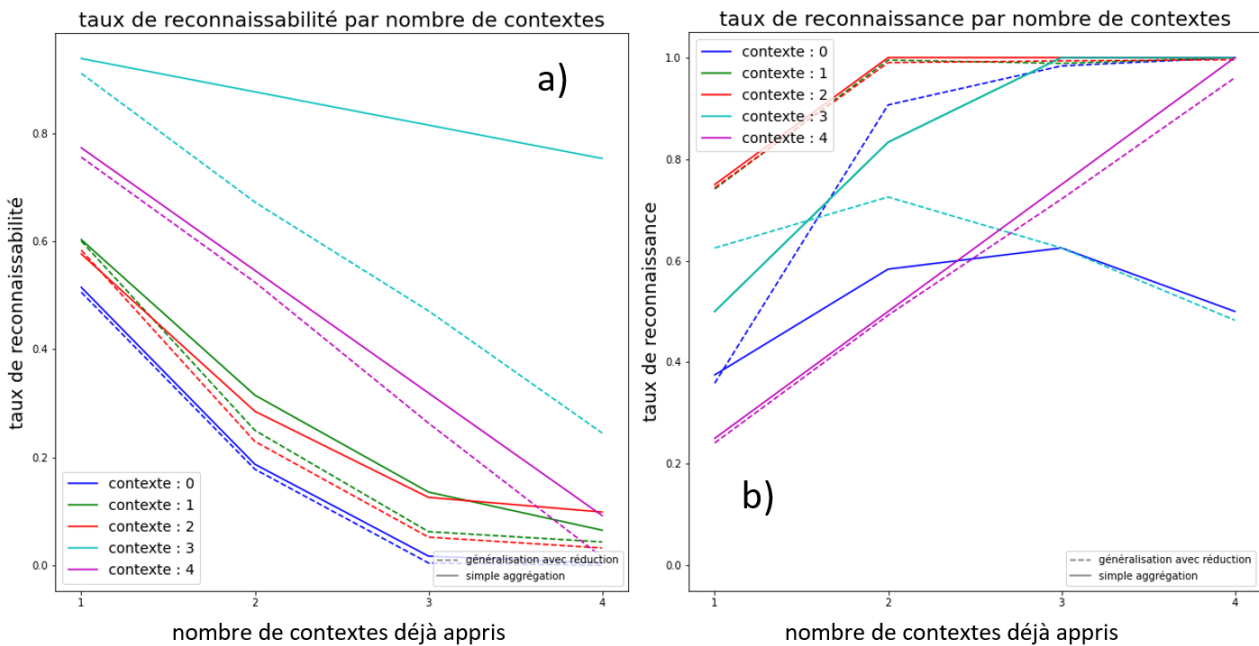 taux de reconnaissabilité par nombre de contextes
a)
0.8
0.6
0.4
0.2
0.0
taux de reconnaissabilité
contexte : 0
contexte : 1
contexte : 2
contexte : 3
contexte : 4
généralisation avec réduction
simple aggrégation
1
2
3
4
nombre de contextes déjà appris
taux de reconnaissance par nombre de contextes
contexte : 0
contexte : 1
contexte : 2
contexte : 3
contexte : 4
1.0
0.8
0.6
0.4
0.2
0.0
taux de reconnaissance
b)
généralisation avec réduction
simple aggrégation
1
2
3
4
nombre de contextes déjà appris